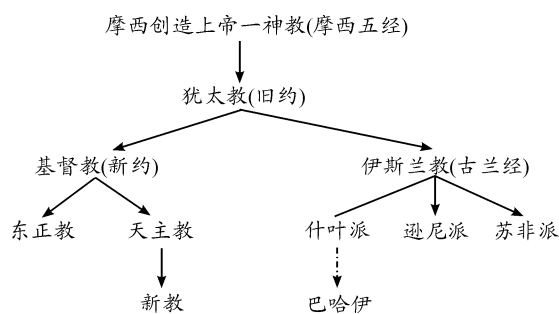 摩西创造上帝一神教(摩西五经)
犹太教(旧约)
基督教(新约) 伊斯兰教(古兰经)
东正教 天主教 什叶派 逊尼派 苏非派
新教 巴哈伊